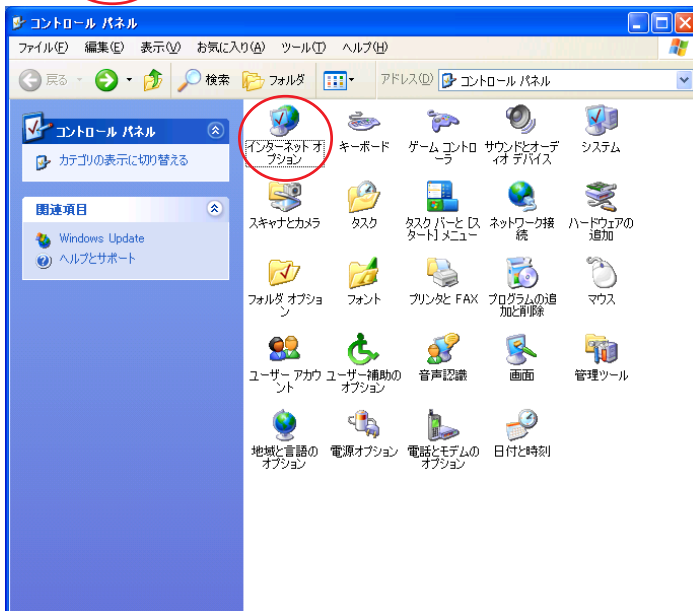 コントロール パネル
ファイル(F) 編集(E) 表示(V) お気に入り(A) ツール(T) ヘルプ(H)
戻る 検索 フォルダ アドレス(D) コントロール パネル
コントロール パネル
カテゴリの表示に切り替える
関連項目
Windows Update
ヘルプとサポート
インターネット オ
プション
キーボード
ゲーム コントロ
ーラ
サウンドとオーデ
ィオ デバイス
システム
スキャナとカメラ
タスク
タスク バーと [ス
タート] メニュー
ネットワーク接
続
ハードウェアの
追加
フォルダ オプショ
ン
フォント
プリンタと FAX
プログラムの追
加と削除
マウス
ユーザー アカウ
ント
ユーザー補助の
オプション
音声認識
画面
管理ツール
地域と言語の
オプション
電源オプション
電話とモデムの
オプション
日付と時刻